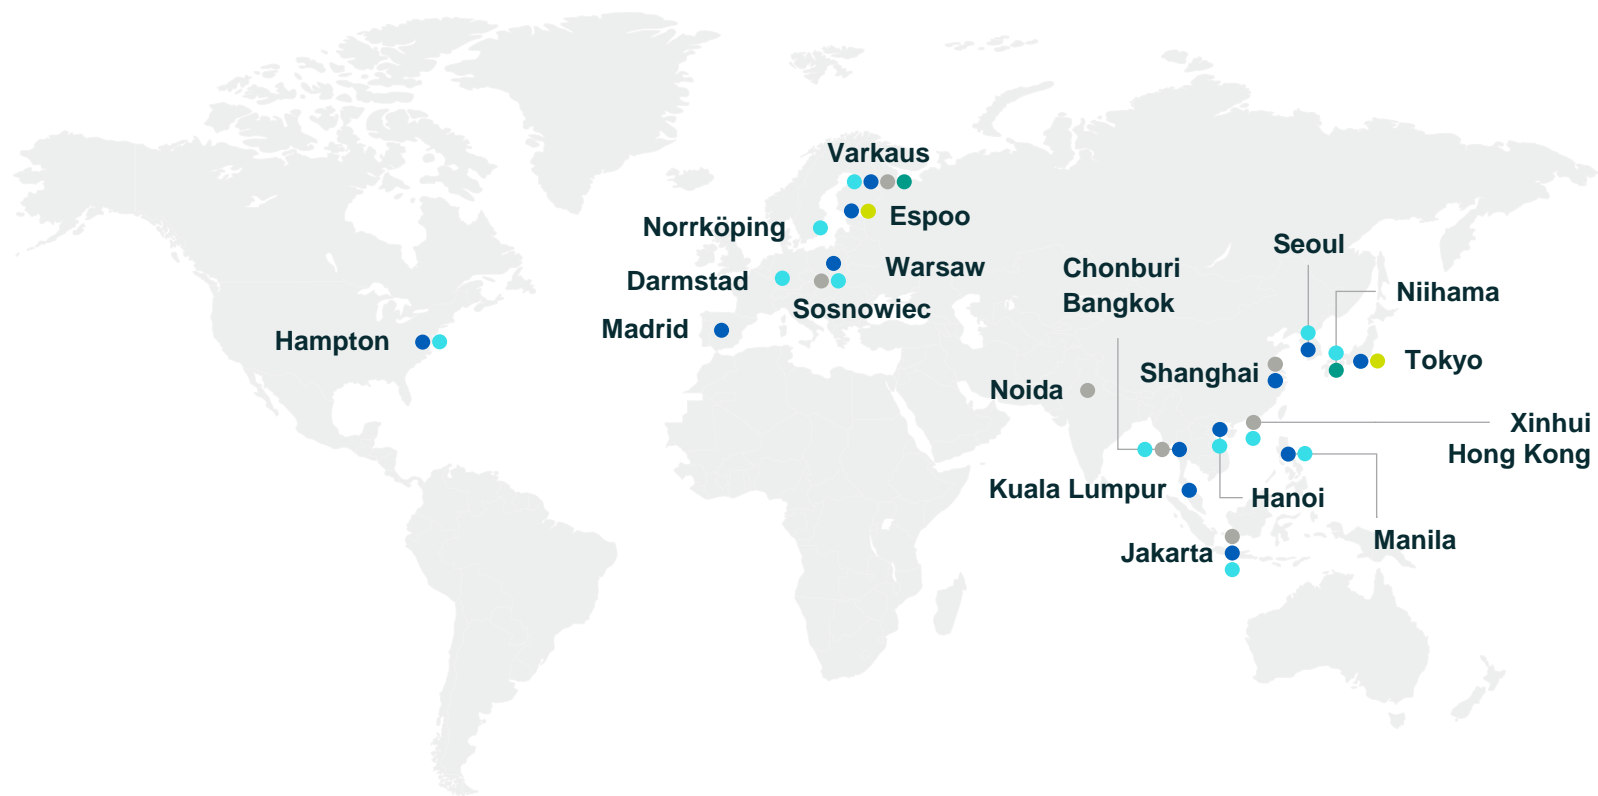 Varkaus
Espoo
Norrköping
Seoul
Warsaw
Chonburi
Bangkok
Darmstad
Niihama
Sosnowiec
Madrid
Hampton
Tokyo
Shanghai
Noida
Xinhui
Hong Kong
Kuala Lumpur
Hanoi
Manila
Jakarta